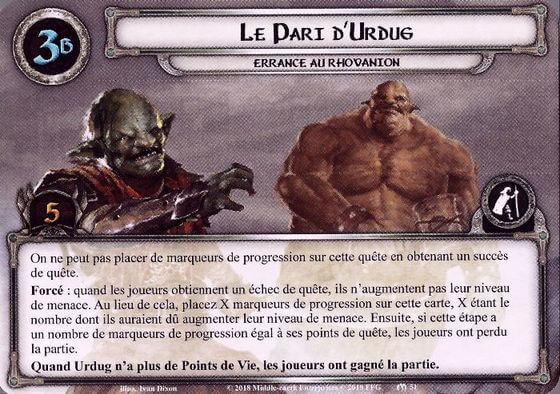 3B
Le Pari d'Urdug
Errance au Rhovanion
5
On ne peut pas placer de marqueurs de progression sur cette quête en obtenant un succès
de quête.
Forcé : quand les joueurs obtiennent un échec de quête, ils n'augmentent pas leur niveau
de menace. Au lieu de cela, placez X marqueurs de progression sur cette carte, X étant le
nombre dont ils auraient dû augmenter leur niveau de menace. Ensuite, si cette étape a
un nombre de marqueurs de progression égal à ses points de quête, les joueurs ont perdu
la partie.
Quand Urdug n'a plus de Points de Vie, les joueurs ont gagné la partie.
Illus. Ivan Dixon © 2018 Middle-earth Enterprises © 2018 FFG 51